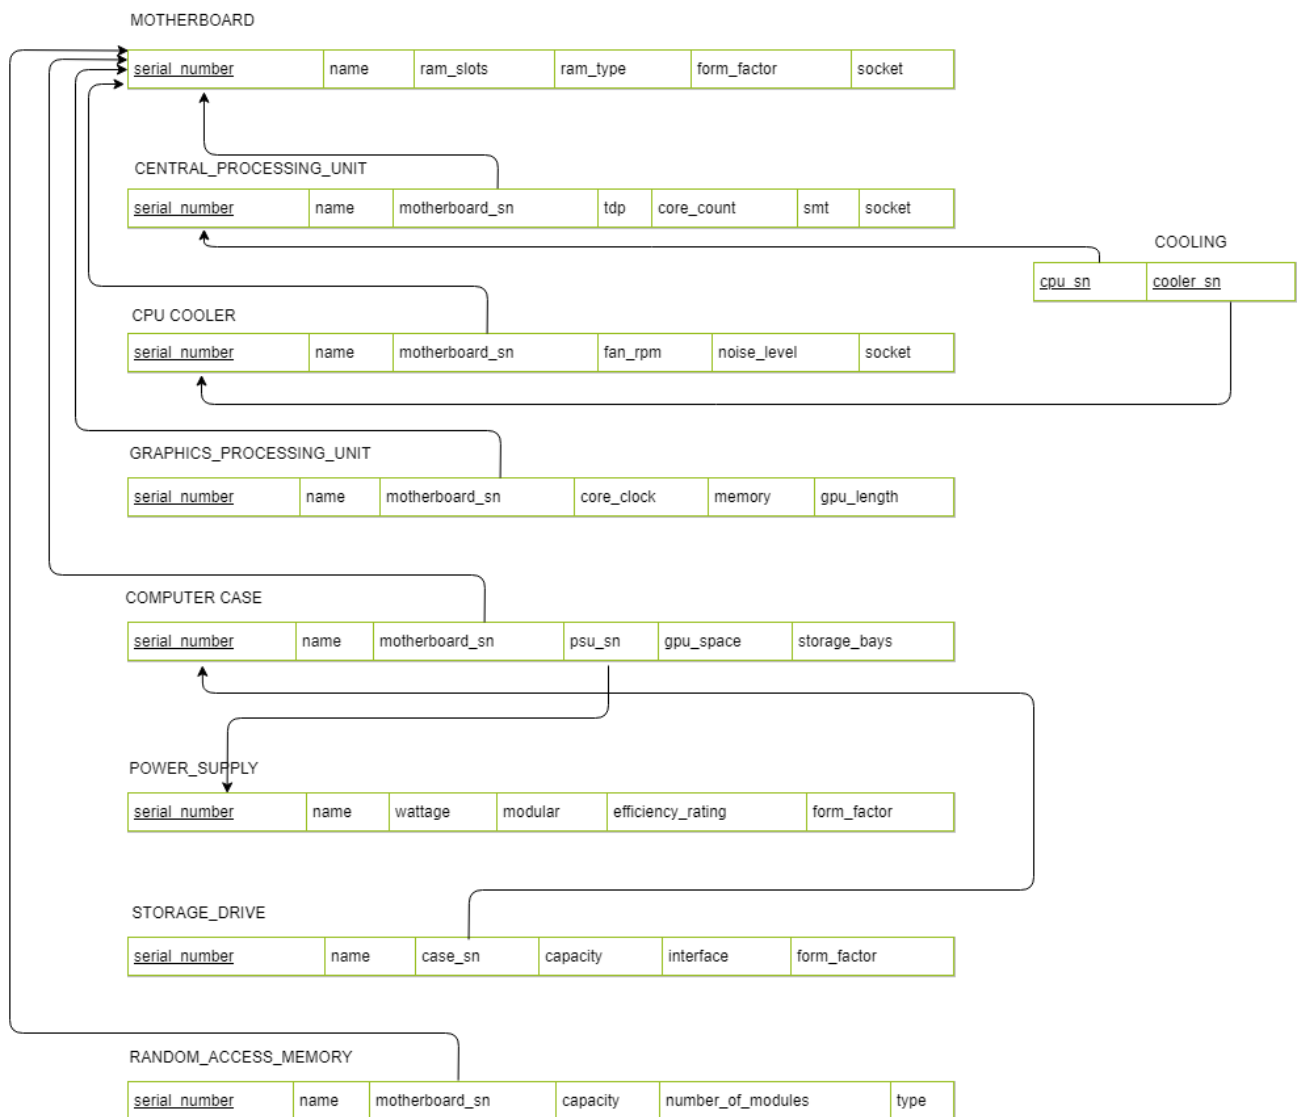 MOTHERBOARD
serial_number name ram_slots ram_type form_factor socket
CENTRAL_PROCESSING_UNIT
serial_number name motherboard_sn tdp core_count smt socket
COOLING
cpu_sn cooler_sn
CPU COOLER
serial_number name motherboard_sn fan_rpm noise_level socket
GRAPHICS_PROCESSING_UNIT
serial_number name motherboard_sn core_clock memory gpu_length
COMPUTER CASE
serial_number name motherboard_sn psu_sn gpu_space storage_bays
POWER_SUPPLY
serial_number name wattage modular efficiency_rating form_factor
STORAGE_DRIVE
serial_number name case_sn capacity interface form_factor
RANDOM_ACCESS_MEMORY
serial_number name motherboard_sn capacity number_of_modules type